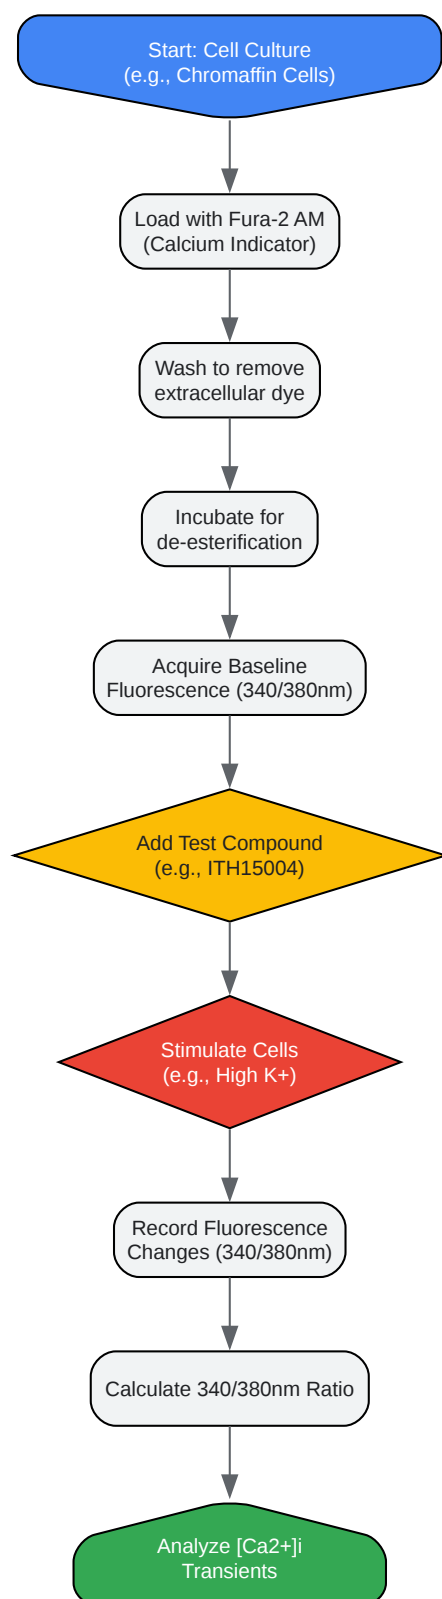 Start: Cell Culture
(e.g., Chromaffin Cells)
Load with Fura-2 AM
(Calcium Indicator)
Wash to remove
extracellular dye
Incubate for
de-esterification
Acquire Baseline
Fluorescence (340/380nm)
Add Test Compound
(e.g., ITH15004)
Stimulate Cells
(e.g., High K+)
Record Fluorescence
Changes (340/380nm)
Calculate 340/380nm Ratio
Analyze [Ca2+]i
Transients